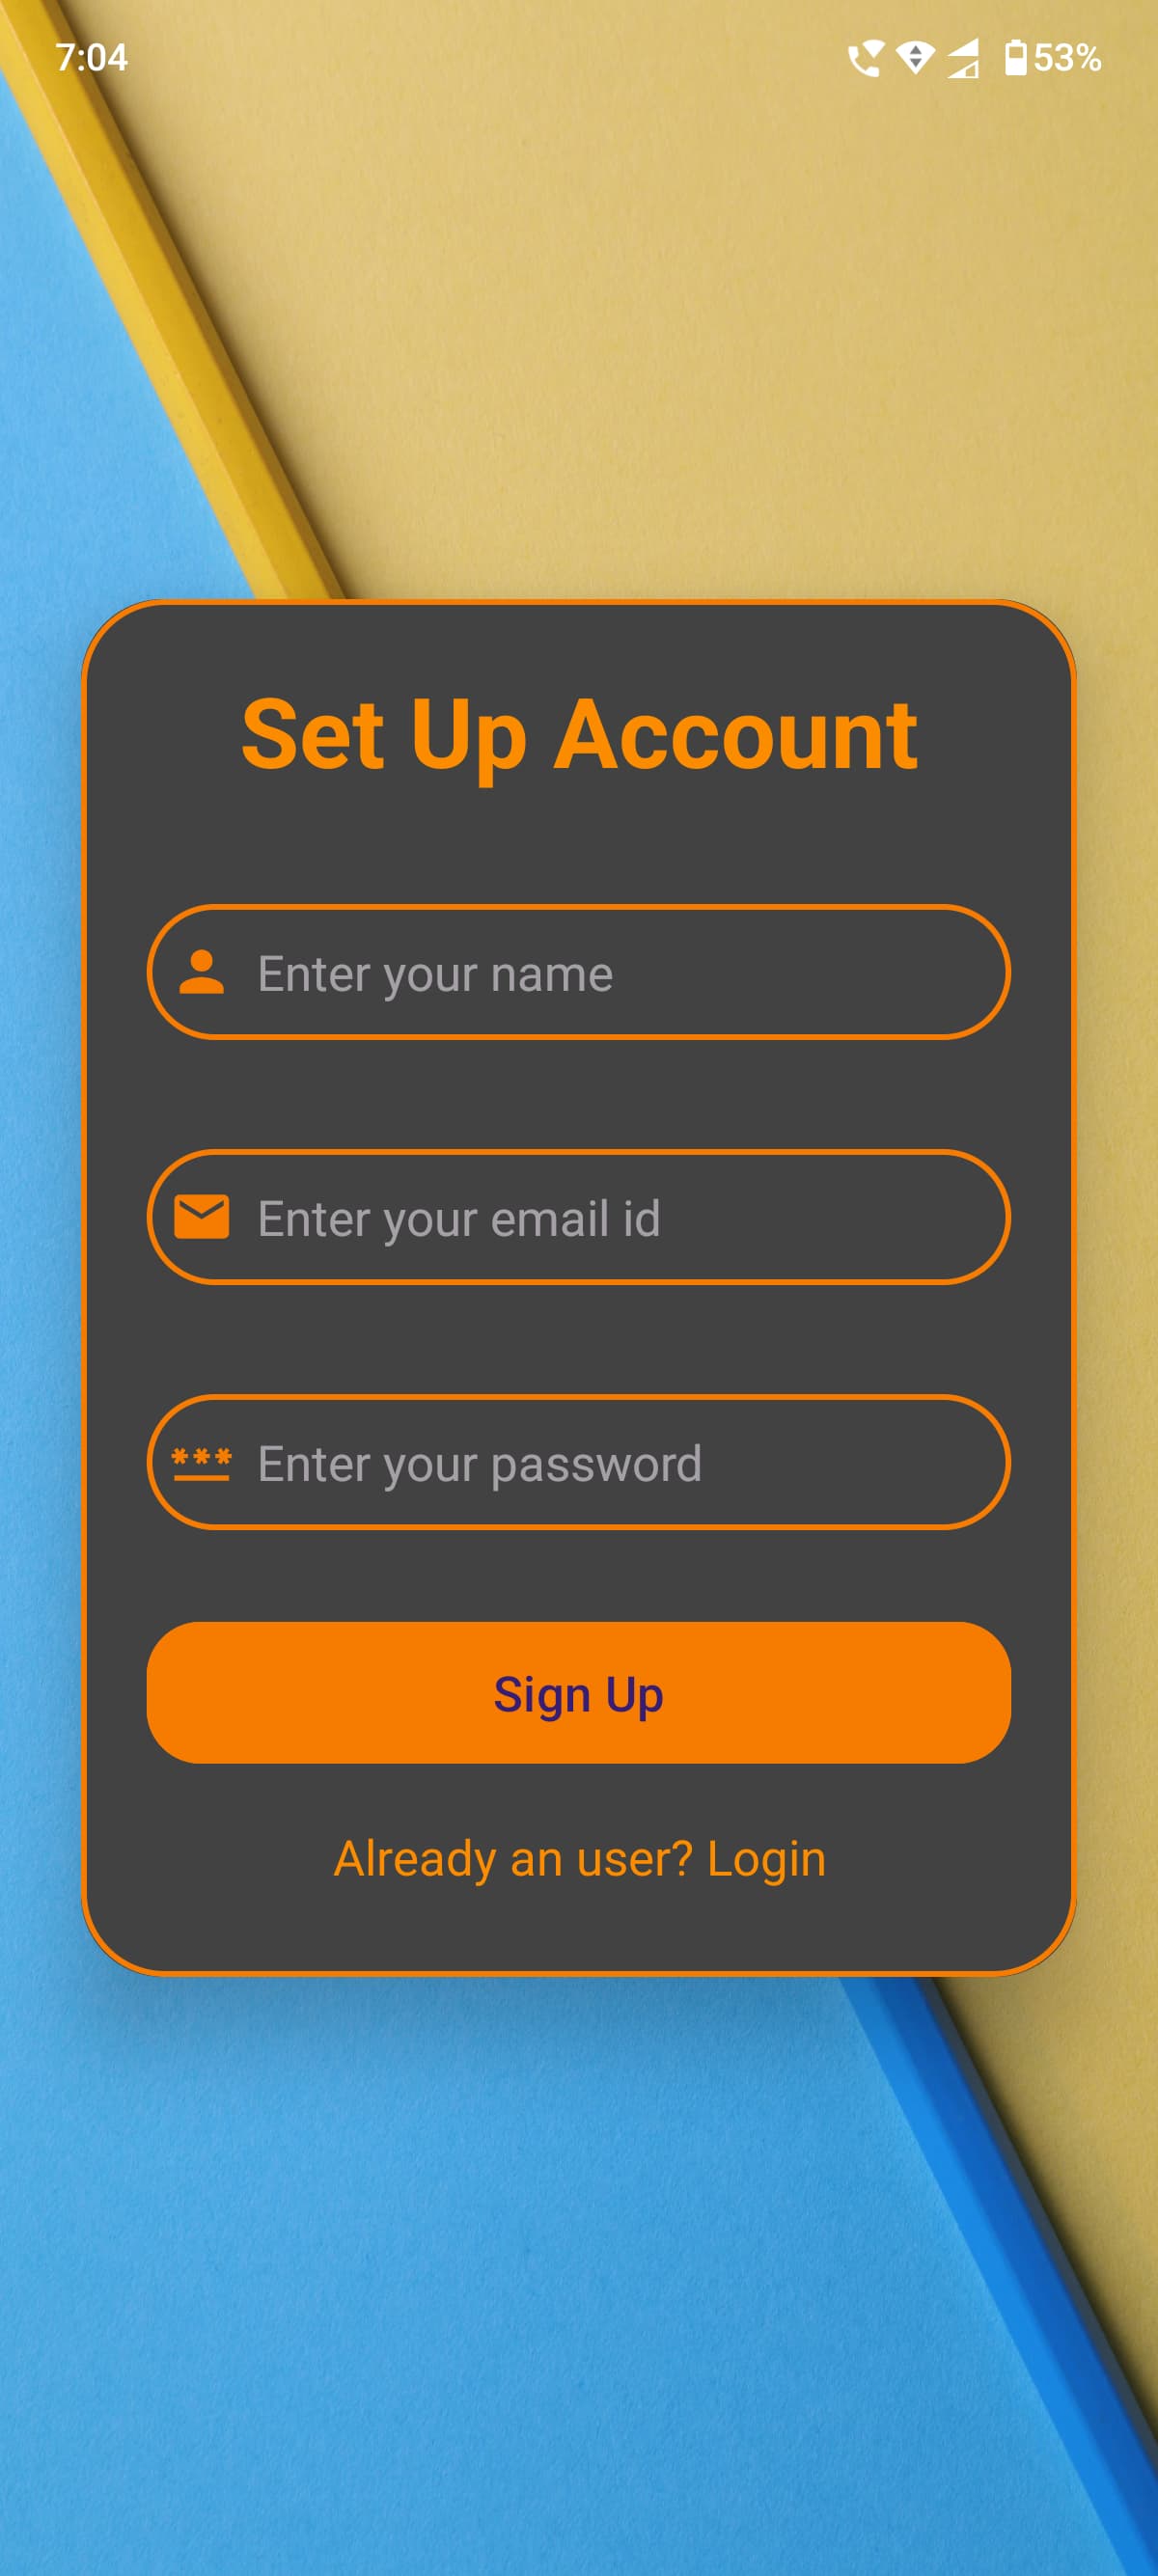 7:04 53%
Set Up Account
Enter your name
Enter your email id
Enter your password
Sign Up
Already an user? Login